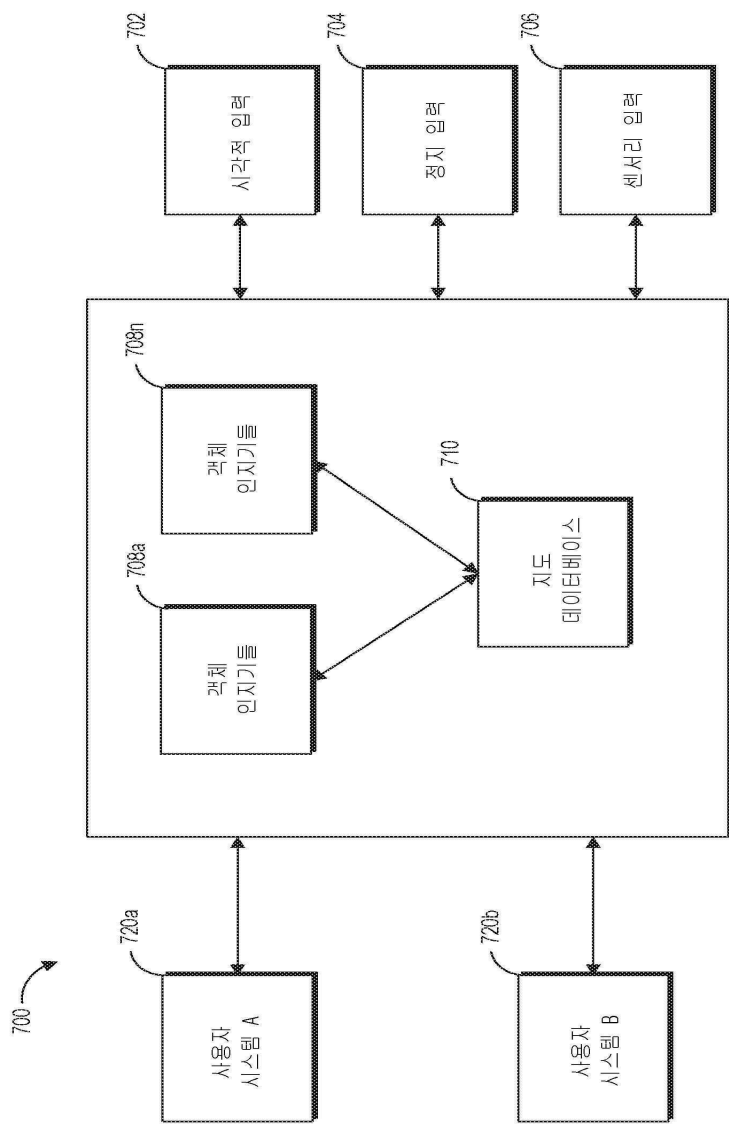 700
720a
사용자
시스템 A
720b
사용자
시스템 B
708a
객체
인지기들
708n
객체
인지기들
710
지도
데이터베이스
702
시각적 입력
704
정지 입력
706
센서리 입력